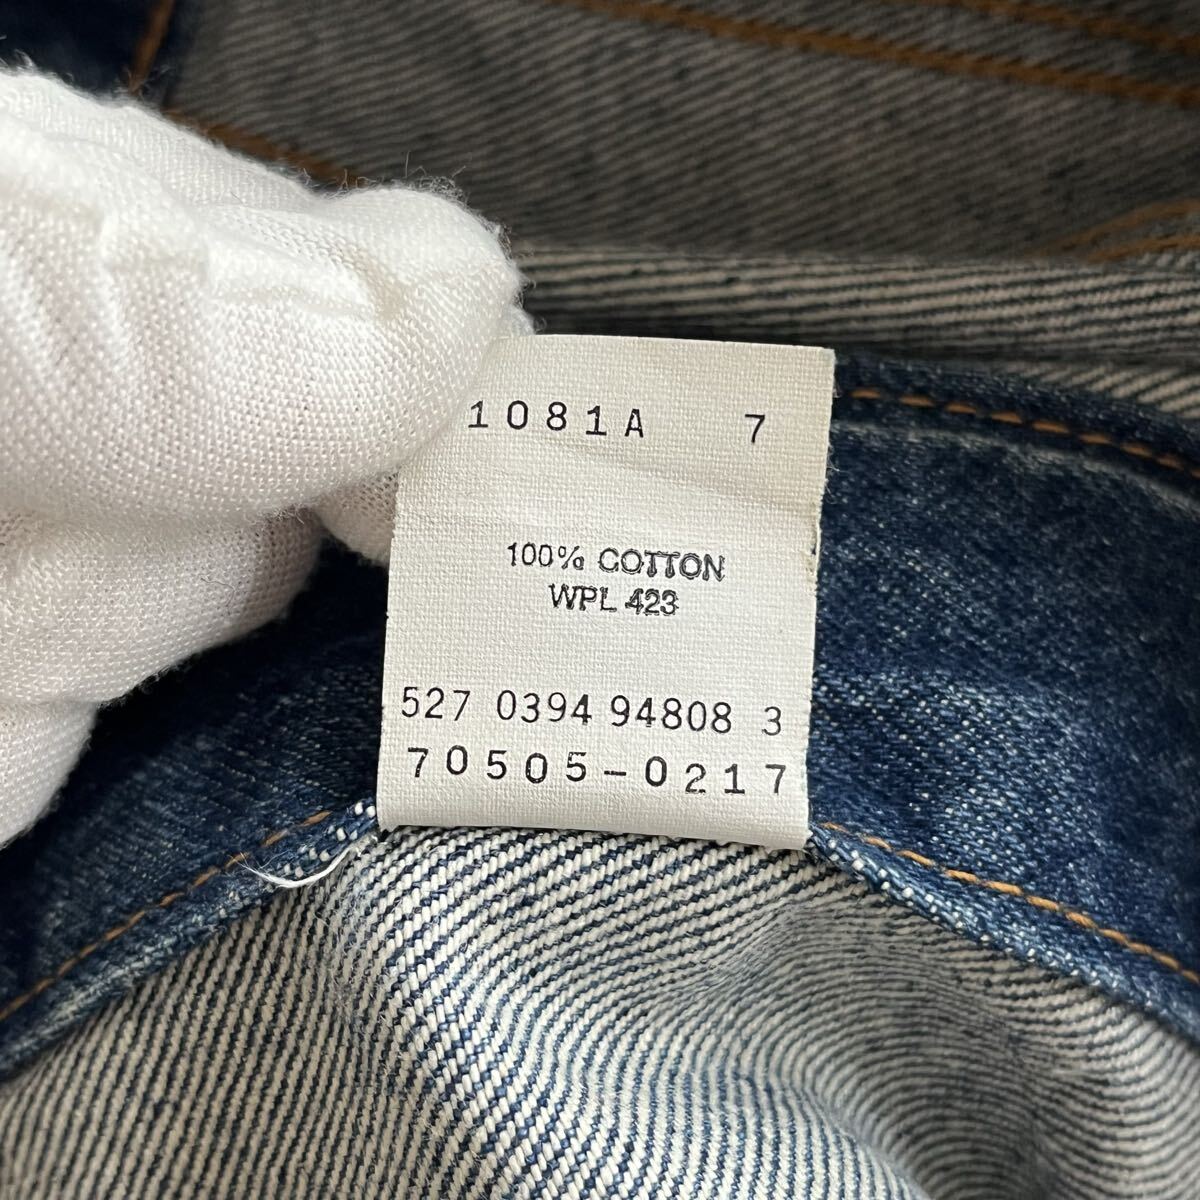 1081A 7
100% COTTON
WPL 423
527 0394 94808 3
70505-0217